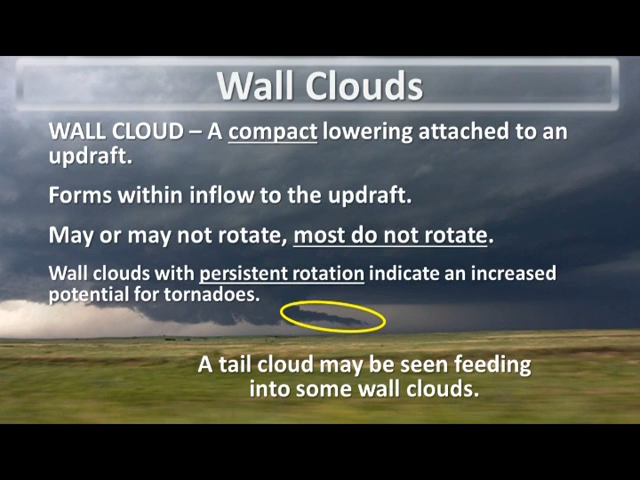 Wall Clouds
WALL CLOUD – A compact lowering attached to an
updraft.
Forms within inflow to the updraft.
May or may not rotate, most do not rotate.
Wall clouds with persistent rotation indicate an increased
potential for tornadoes.
A tail cloud may be seen feeding
into some wall clouds.